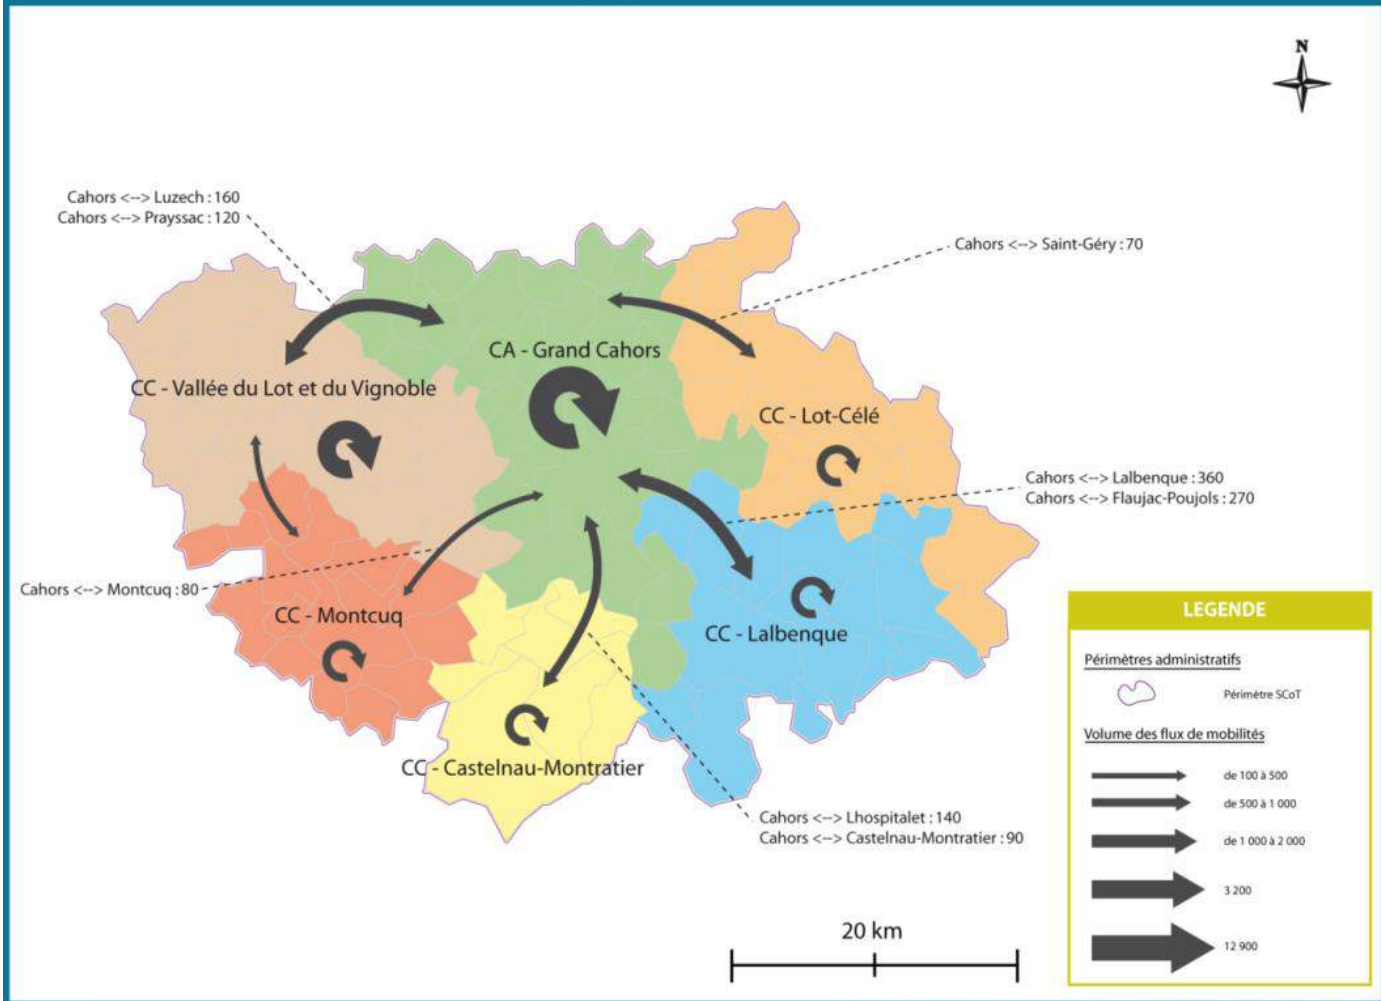 N
Cahors <--> Luzech : 160
Cahors <--> Prayssac : 120
Cahors <--> Saint-Géry : 70
CA - Grand Cahors
CC - Vallée du Lot et du Vignoble
CC - Lot-Célé
Cahors <--> Lalbenque : 360
Cahors <--> Flaujac-Poujols : 270
Cahors <--> Montcuq : 80
CC - Montcuq
CC - Lalbenque
CC - Castelnau-Montratier
Cahors <--> Lhospitalet : 140
Cahors <--> Castelnau-Montratier : 90
20 km
LEGENDE
Périmètres administratifs
Périmètre SCoT
Volume des flux de mobilités
de 100 à 500
de 500 à 1 000
de 1 000 à 2 000
3 200
12 900